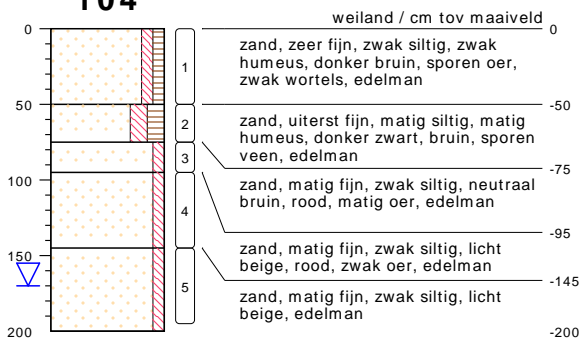 104
weiland / cm tov maaiveld
0
0
zand, zeer fijn, zwak siltig, zwak
humeus, donker bruin, sporen oer,
zwak wortels, edelman
1
50
-50
zand, uiterst fijn, matig siltig, matig
humeus, donker zwart, bruin, sporen
veen, edelman
2
-75
3
zand, matig fijn, zwak siltig, neutraal
bruin, rood, matig oer, edelman
100
-95
4
zand, matig fijn, zwak siltig, licht
beige, rood, zwak oer, edelman
150
-145
5
zand, matig fijn, zwak siltig, licht
beige, edelman
200
-200